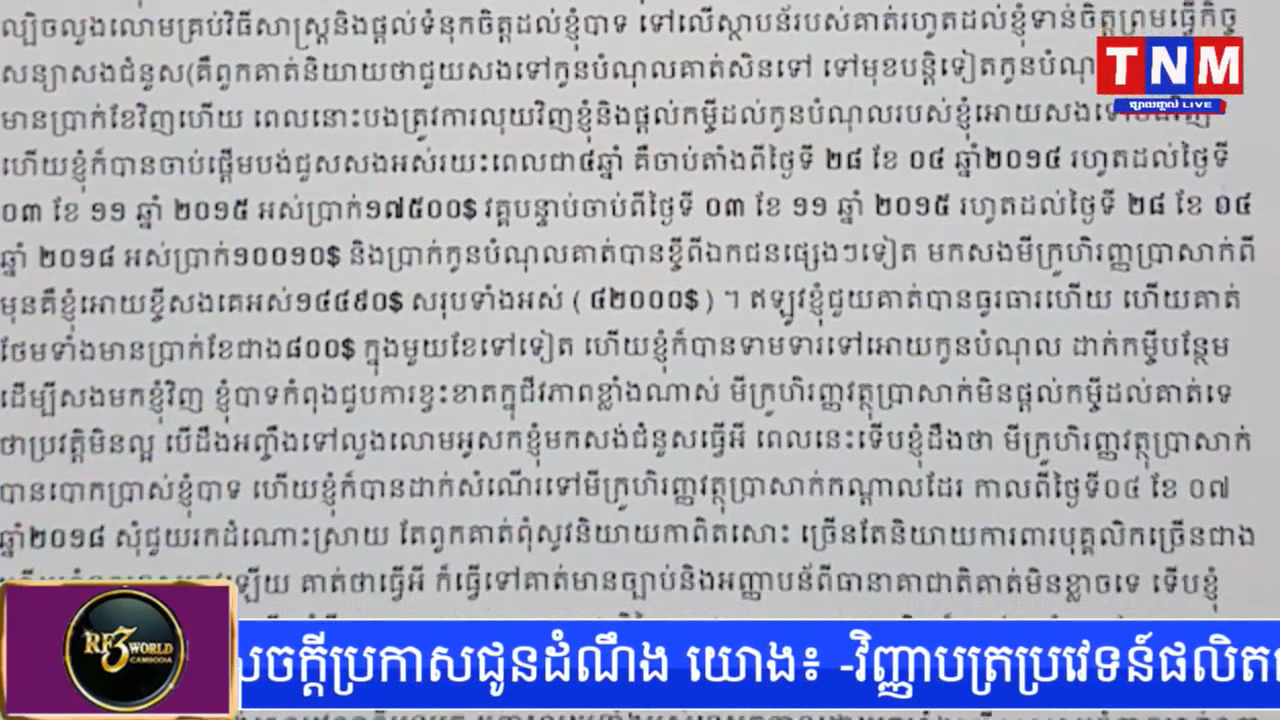 ល្បិចលួងលោមគ្រប់វិធីសាស្ត្រនិងផ្តល់ទំនុកចិត្តដល់ខ្ញុំបាទ ទៅលើស្ថាបន័របស់គាត់រហូតដល់ខ្ញុំទាន់ចិត្តព្រមធ្វើកិច្ច
សន្យាសងជំនួស(គឺពួកគាត់និយាយថាជួយសងទៅកូនបំណុលគាត់សិនទៅ ទៅមុខបន្តិទៀតកូនបំណុ
TNM
ផ្សាយផ្ទាល់ LIVE
មានប្រាក់ខែវិញហើយ ពេលនោះបងត្រូវ វិញខ្ញុំនិងផ្តល់កម្ចីដល់កូនបំណុលរបស់ខ្ញុំអោយសង
ហើយខ្ញុំក៏បានចាប់ផ្តើមបង់ជួសសងអស់រយះពេលជា៤ឆ្នាំ គឺចាប់តាំងពីថ្ងៃទី ២៨ ខែ ០៤ ឆ្នាំ២០១៤ រហូតដល់ថ្ងៃទី
០៣ ខែ ១១ ឆ្នាំ ២០១៥ អស់ប្រាក់១៧៥០០$ វគ្គបន្ទាប់ចាប់ពីថ្ងៃទី ០៣ ខែ ១១ ឆ្នាំ ២០១៥ រហូតដល់ថ្ងៃទី ២៨ ខែ ០៤
ឆ្នាំ ២០១៨ អស់ប្រាក់១០០១០$ និងប្រាក់កូនបំណុលគាត់បានខ្ចីពីឯកជនផ្សេងៗទៀត មកសងមីក្រូហិរញ្ញប្រាសាក់ពី
មុនគឺខ្ញុំអោយខ្ចីសងគេអស់១៤៤៩០$ សរុបទាំងអស់ ( ៤២០០០$ ) ។ ឥឡូវខ្ញុំជួយគាត់បានធូរធារហើយ ហើយគាត់
ថែមទាំងមានប្រាក់ខែជាង៨០០$ ក្នុងមួយខែទៅទៀត ហើយខ្ញុំក៏បានទាមទារទៅអោយកូនបំណុល ដាក់កម្ចីបន្ថែម
ដើម្បីសងមកខ្ញុំវិញ ខ្ញុំបាទកំពុងជួបការខ្វះខាតក្នុជីវភាពខ្លាំងណាស់ មីក្រូហិរញ្ញវត្ថុប្រាសាក់មិនផ្តល់កម្ចីដល់គាត់ទេ
ថាប្រវត្តិមិនល្អ បើដឹងអញ្ចឹងទៅលួងលោមអូសកខ្ញុំមកសង់ជំនួសធ្វើអី ពេលនេះទើបខ្ញុំដឹងថា មីក្រូហិរញ្ញវត្ថុប្រាសាក់
បានបោកប្រាស់ខ្ញុំបាទ ហើយខ្ញុំក៏បានដាក់សំណើរទៅមីក្រូហិរញ្ញវត្ថុប្រាសាក់កណ្តាលដែរ កាលពីថ្ងៃទី០៤ ខែ ០៧
ឆ្នាំ២០១៨ សុំជួយរកដំណោះស្រាយ តែពួកគាត់ពុំសូវនិយាយកាពិតសោះ ច្រើនតែនិយាយការពារបុគ្គលិកច្រើនជាង
ឡើយ គាត់ថាធ្វើអី ក៏ធ្វើទៅគាត់មានច្បាប់និងអញ្ញាបន័ពីធានាគាជាតិគាត់មិនខ្លាចទេ ទើបខ្ញុំ
RF3WORLD
CAMBODIA
សេចក្តីប្រកាសជូនដំណឹង យោង៖ -វិញ្ញាបត្រប្រវេទន៍ផលិត